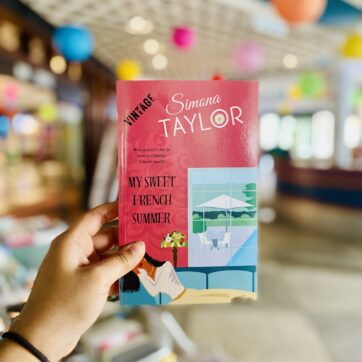 VINTAGE
Simona
TAYLOR
MY SWEET
FRENCH
SUMMER